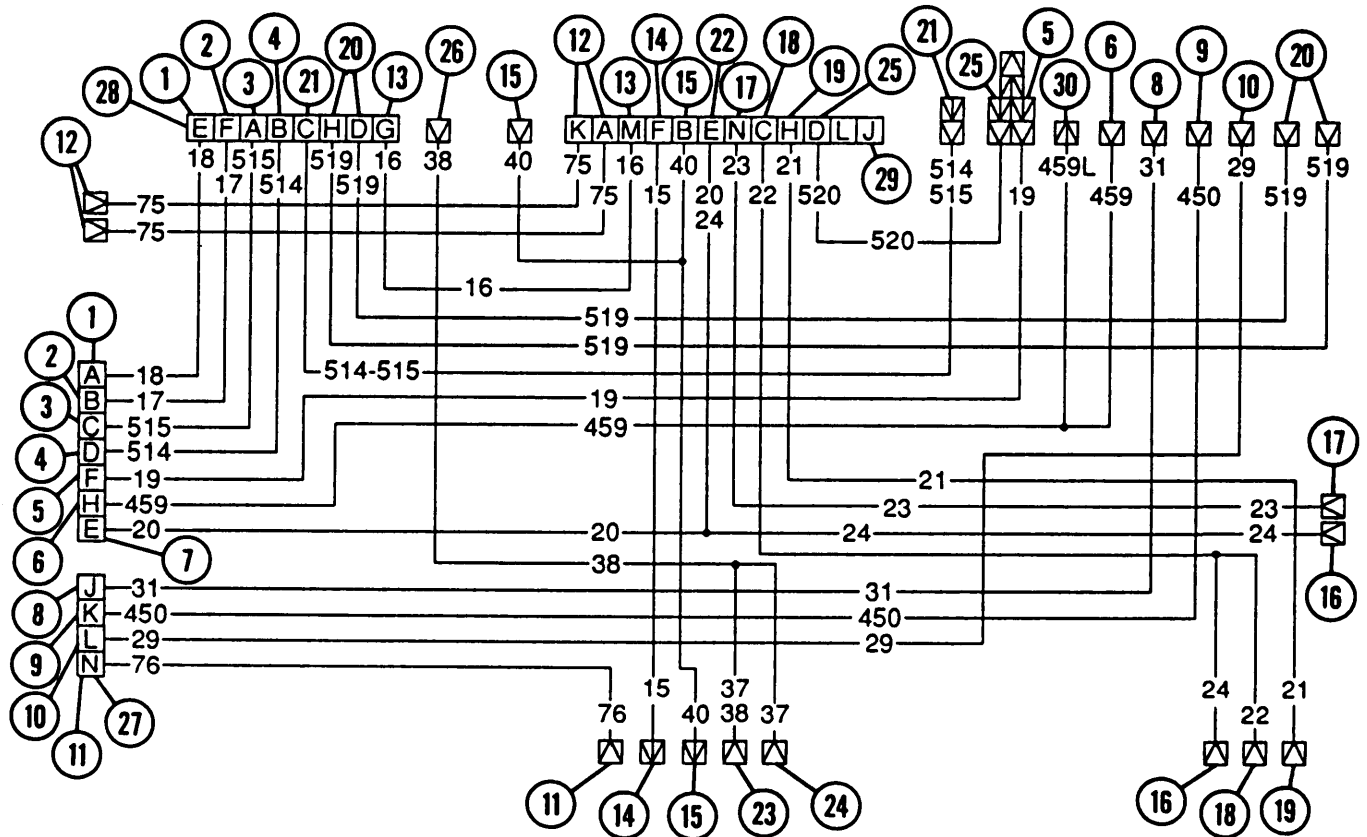 4 14 22 18 21 5
2 20 26 12 6 9
1 3 21 13 15 13 15 17 19 25 25 30 8 10 20
28 E F A B C H D G K A M F B E N C H D L J
12 18 515 519 16 38 40 75 16 40 23 21 29 514 459L 31 29 519
17 514 519 75 15 20 22 520 515 19 459 450 519
75 24
75 520
16
1 519
519
2 A 18 514-515
B 17 19
3 C 515 459 17
4 D 514
5 F 19 21
H 459 23 23
E 20 20 24 24
6 7 38
8 J 31 31 16
K 450 450
9 L 29 29
N 76
10 27 15 37 24 21
11 76 40 38 37 22
11 14 15 23 24 16 18 19